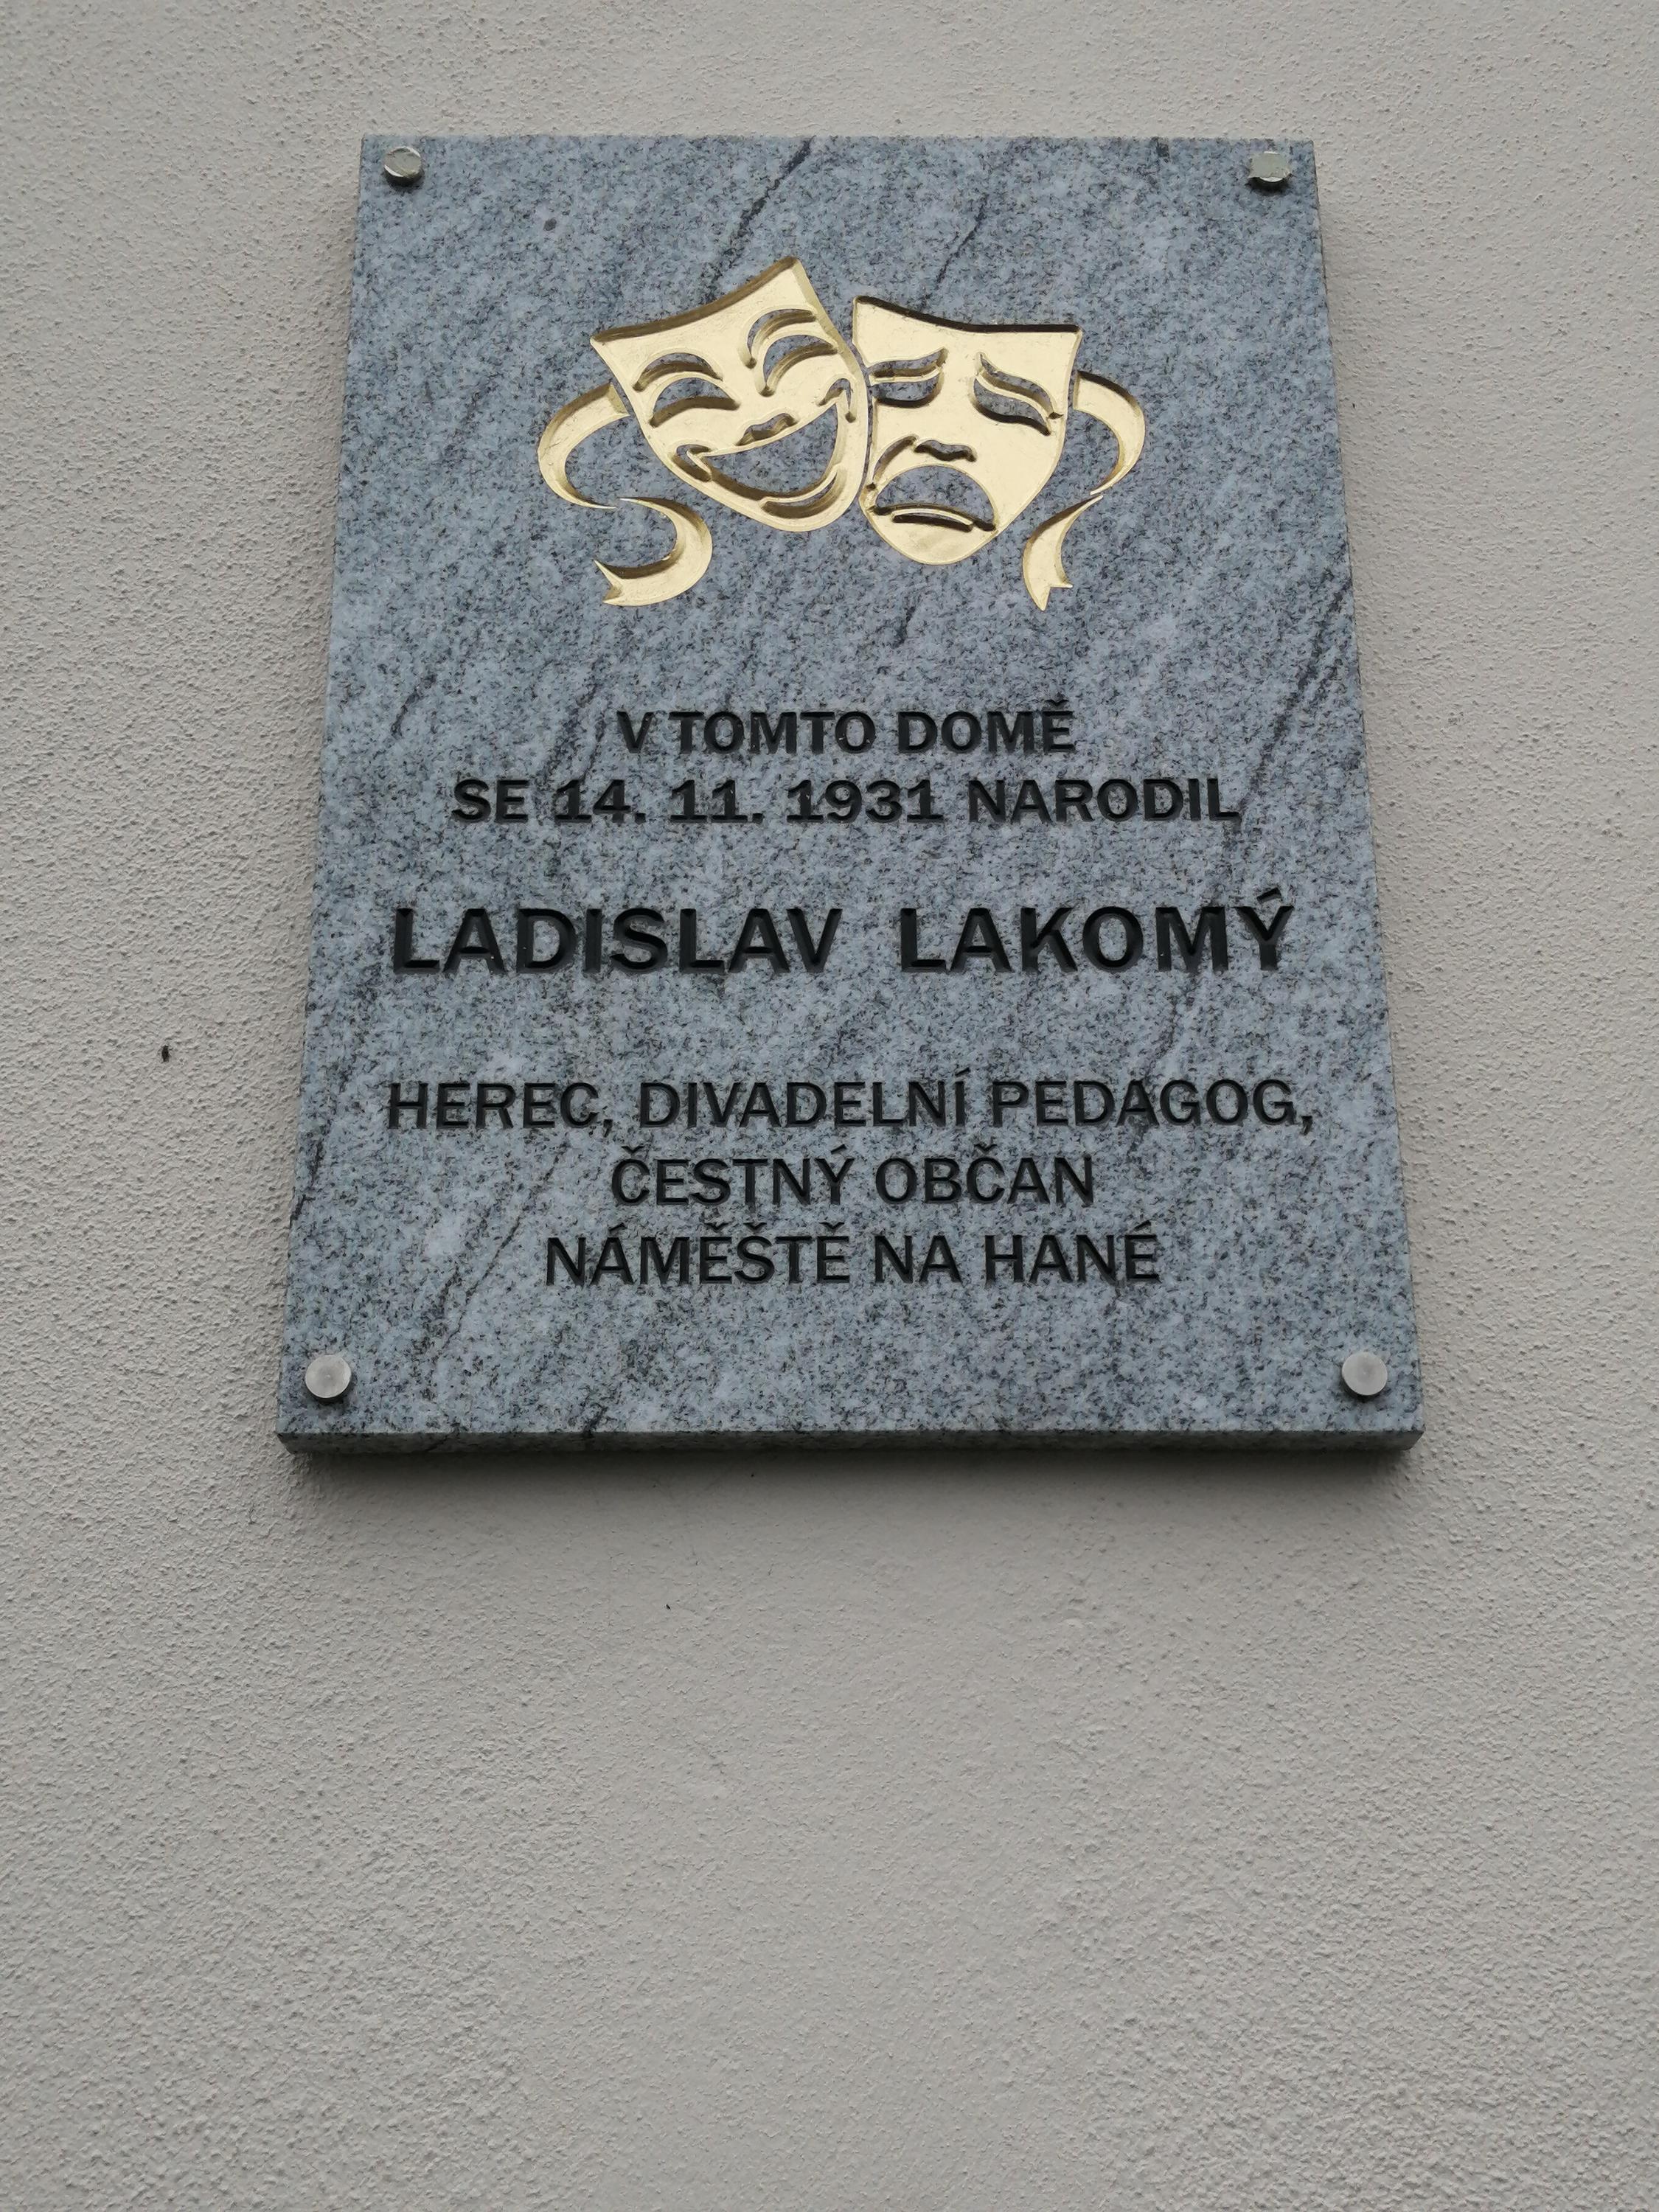 V TOMTO DOMĚ
SE 14. 11. 1931 NARODIL
LADISLAV LAKOMÝ
HEREC, DIVADELNÍ PEDAGOG,
ČESTNÝ OBČAN
NÁMĚŠTĚ NA HANÉ